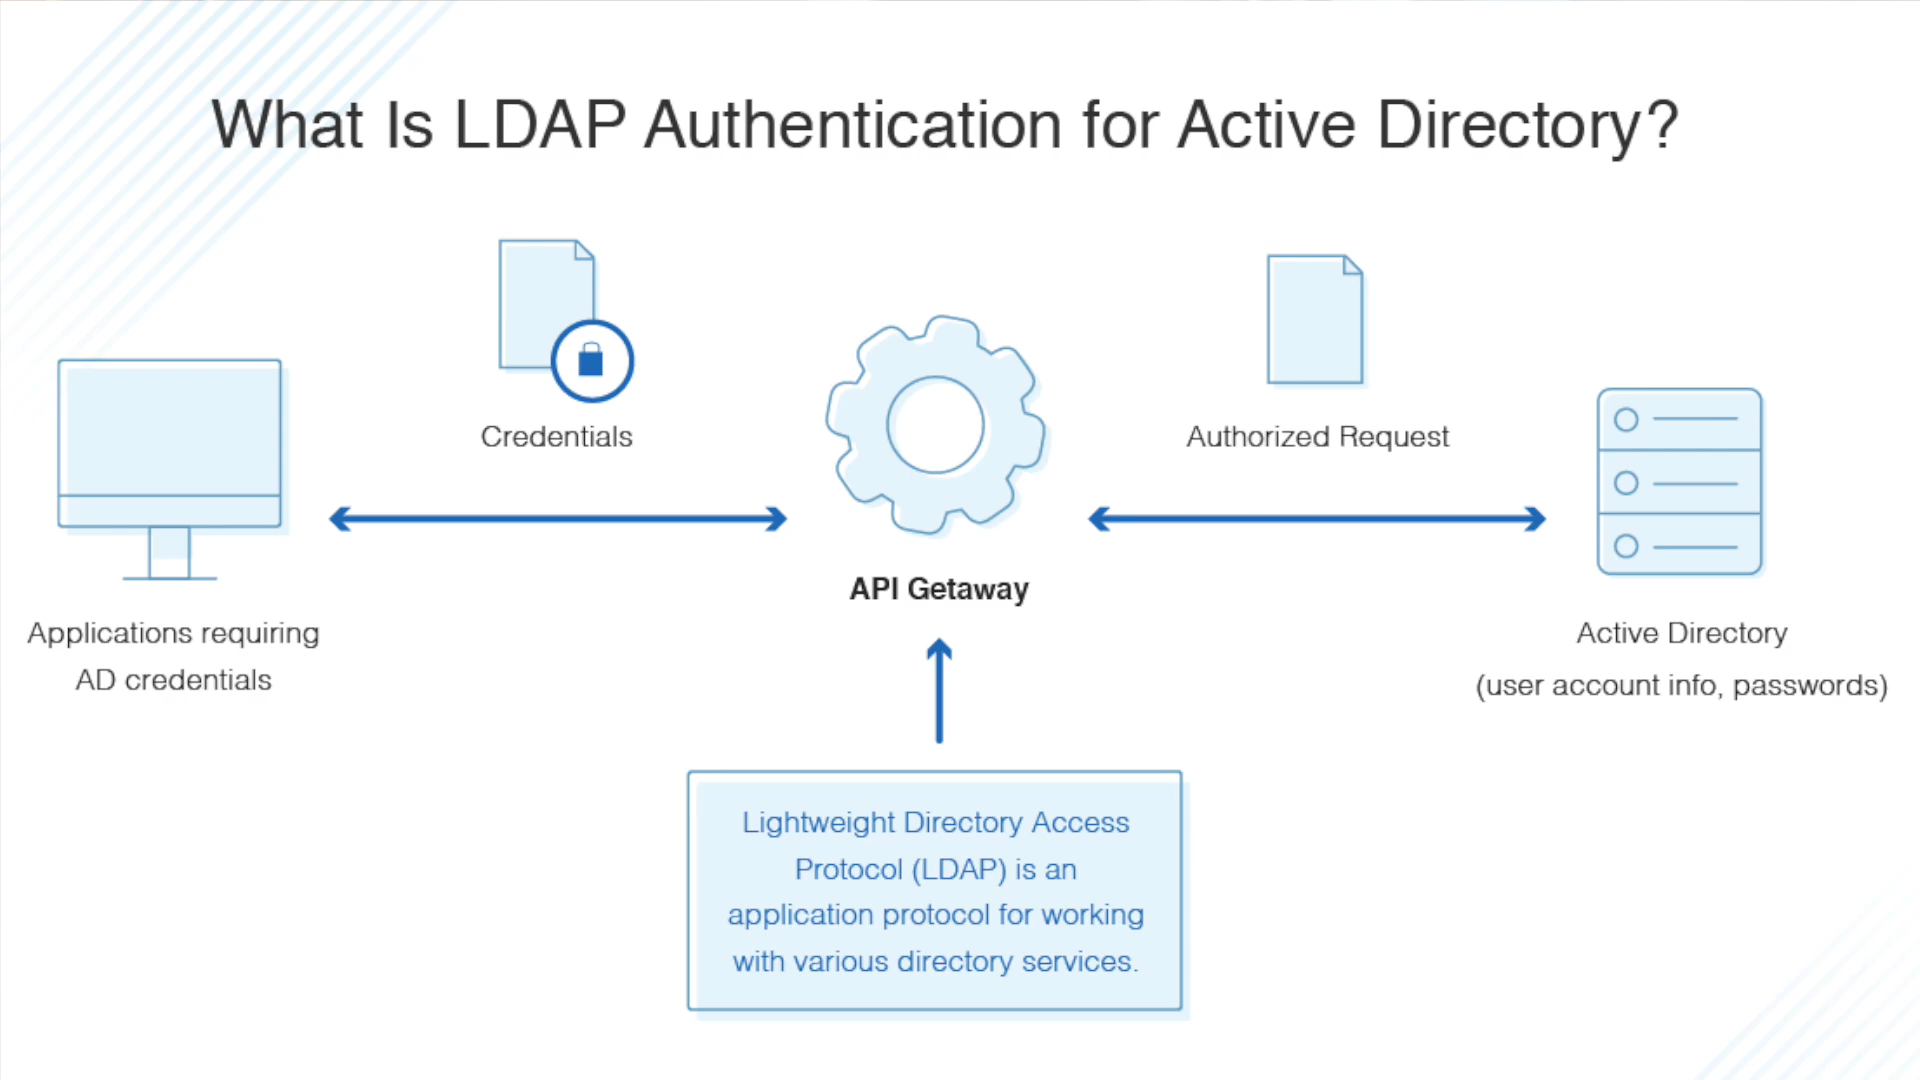 What Is LDAP Authentication for Active Directory?
Credentials
Authorized Request
API Getaway
Applications requiring
AD credentials
Active Directory
(user account info, passwords)
Lightweight Directory Access
Protocol (LDAP) is an
application protocol for working
with various directory services.